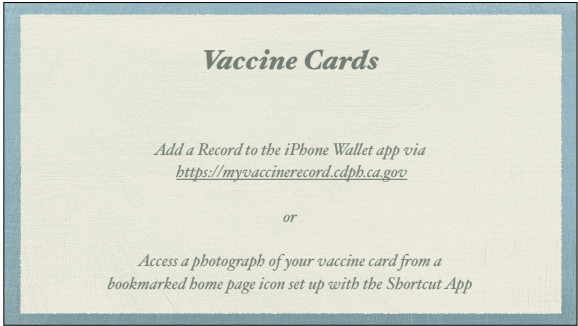 Vaccine Cards
Add a Record to the iPhone Wallet app via
https://myvaccinerecord.cdph.ca.gov
or
Access a photograph of your vaccine card from a
bookmarked home page icon set up with the Shortcut App